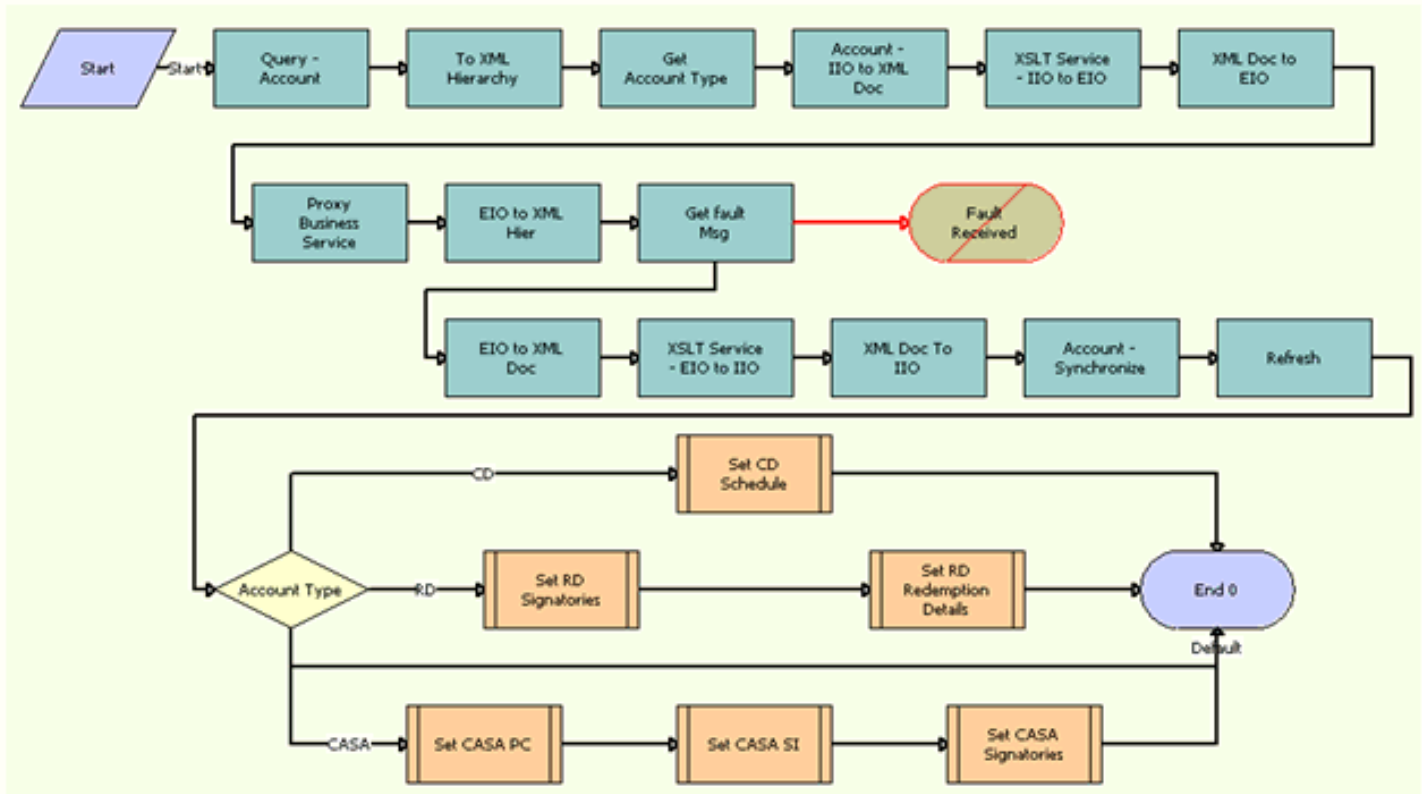 Start
Start
Query -
Account
To XML
Hierarchy
Get
Account Type
Account -
IIO to XML
Doc
XSLT Service
- IIO to EIO
XML Doc to
EIO
Proxy
Business
Service
EIO to XML
Hier
Get fault
Msg
Fault
Received
EIO to XML
Doc
XSLT Service
- EIO to IIO
XML Doc To
IIO
Account -
Synchronize
Refresh
CD
Set CD
Schedule
Account Type
RD
Set RD
Signatories
Set RD
Redemption
Details
End 0
Default
CASA
Set CASA PC
Set CASA SI
Set CASA
Signatories